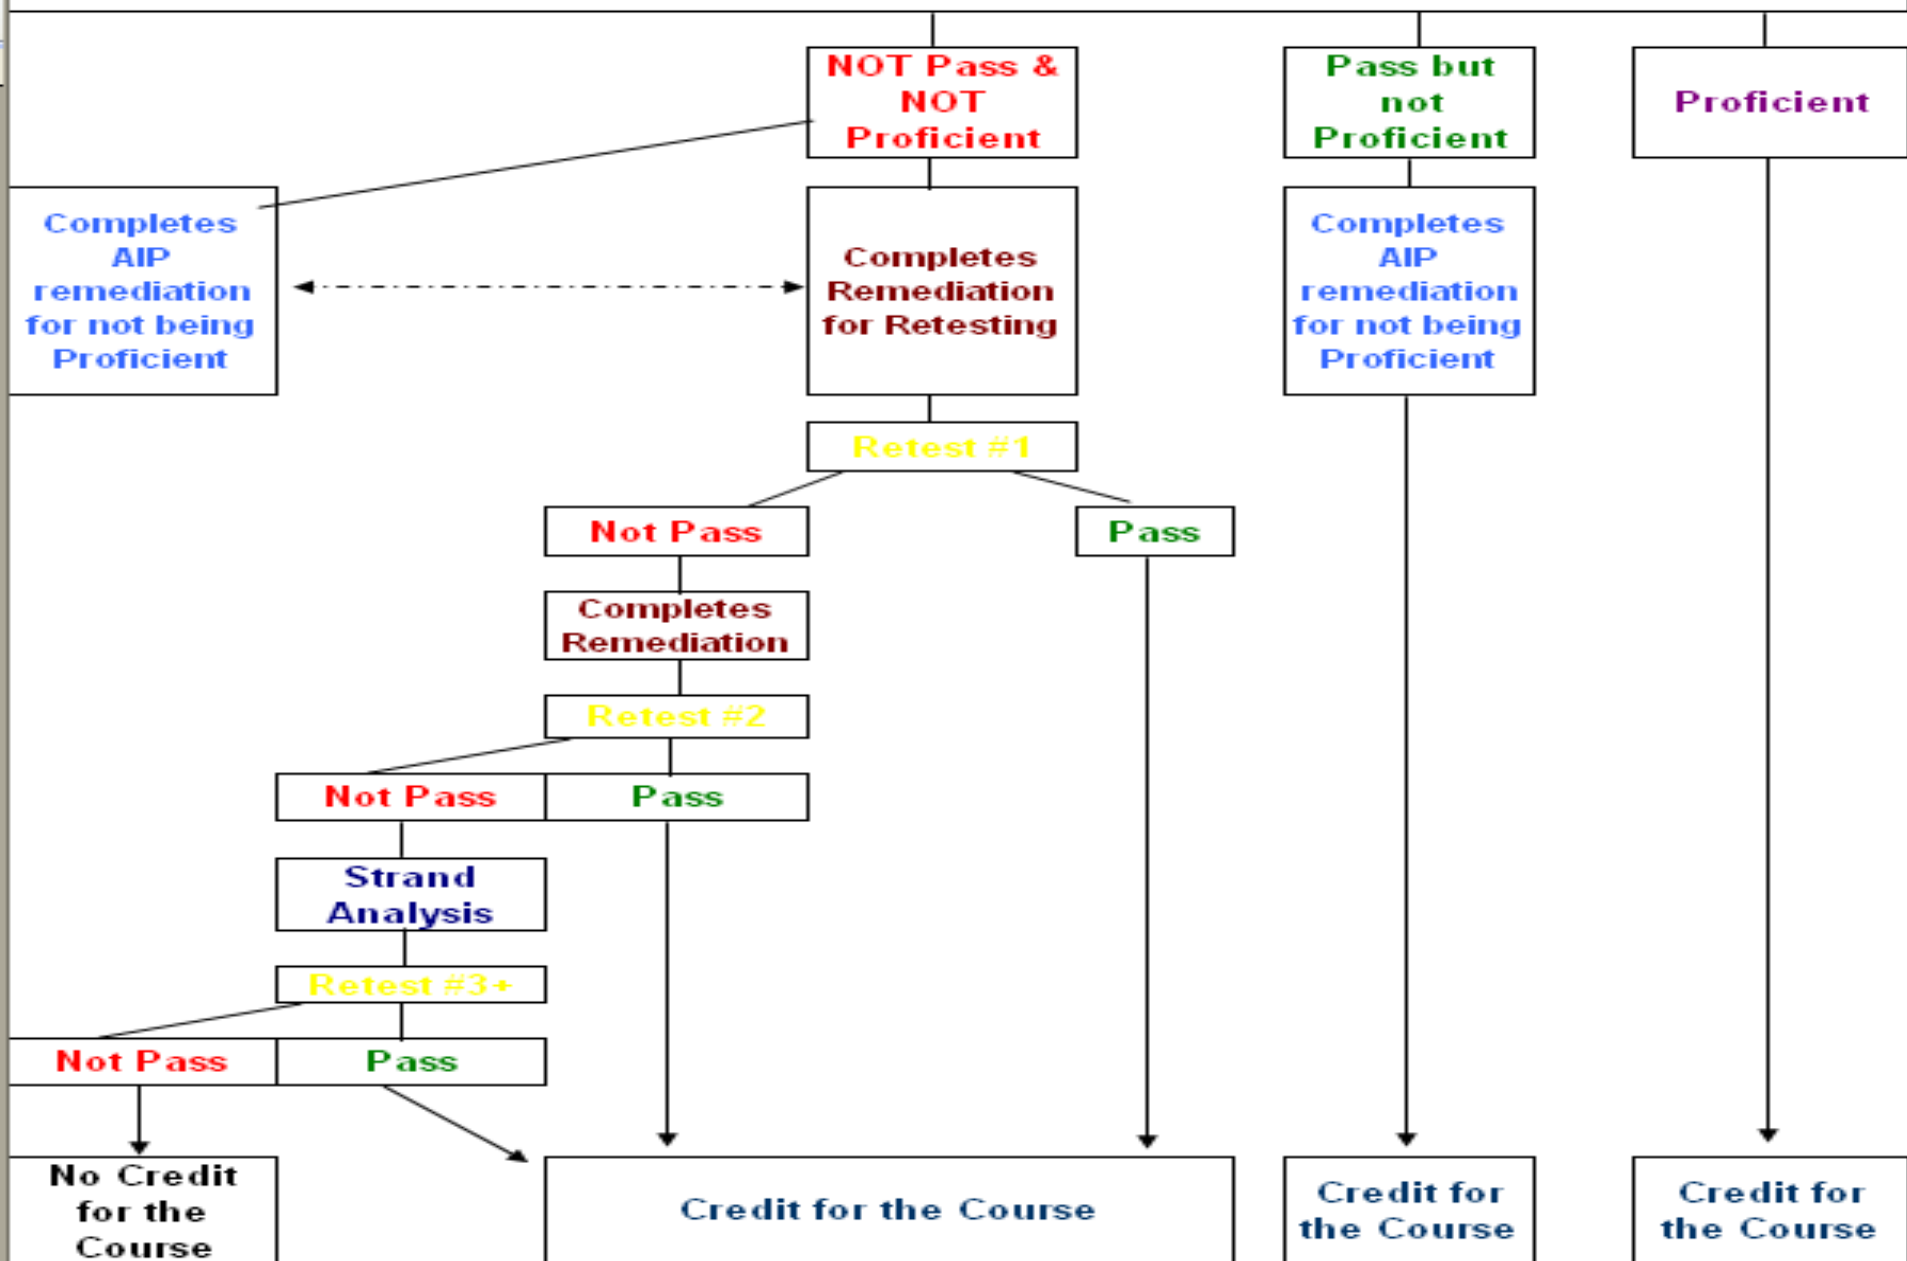 NOT Pass &
NOT
Proficient
Pass but
not
Proficient
Proficient
Completes
AIP
remediation
for not being
Proficient
Completes
Remediation
for Retesting
Completes
AIP
remediation
for not being
Proficient
Retest #1
Not Pass
Pass
Completes
Remediation
Retest #2
Not Pass
Pass
Strand
Analysis
Retest #3+
Not Pass
Pass
No Credit
for the
Course
Credit for the Course
Credit for
the Course
Credit for
the Course